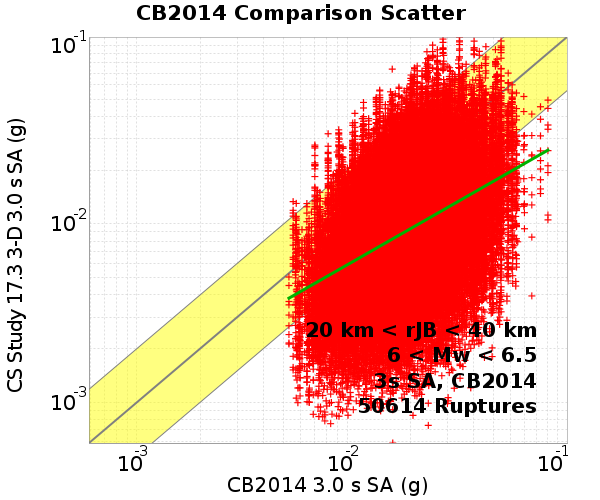 CB2014 Comparison Scatter
CS Study 17.3 3-D 3.0 s SA (g)
10-1
10-2
10-3
20 km < rJB < 40 km
6 < Mw < 6.5
3s SA, CB2014
50614 Ruptures
10-3 10-2 10-1
CB2014 3.0 s SA (g)